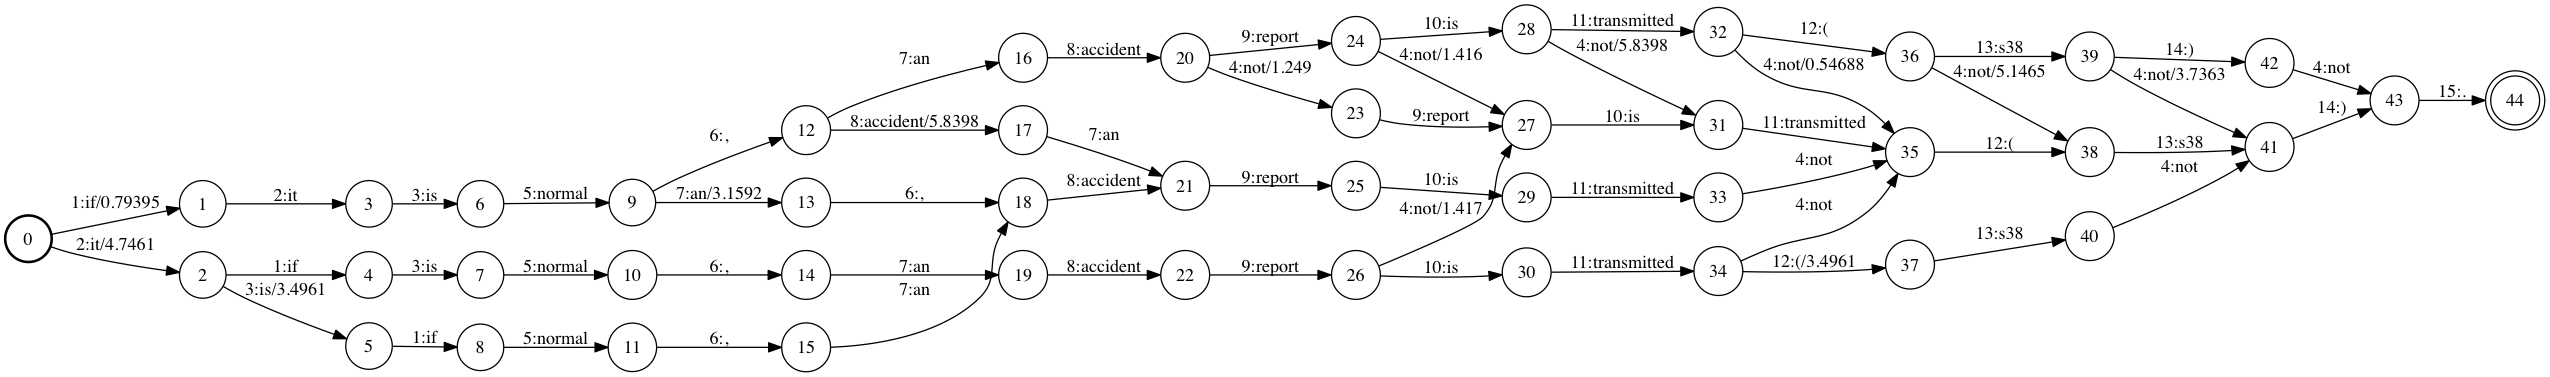 0
1:if/0.79395
2:it/4.7461
1
2:it
3
3:is
6
5:normal
9
6:,
7:an/3.1592
2
1:if
3:is/3.4961
4
3:is
7
5:normal
10
6:,
14
7:an
5
1:if
8
5:normal
11
6:,
15
7:an
12
7:an
8:accident/5.8398
13
6:,
16
8:accident
20
9:report
4:not/1.249
17
7:an
18
8:accident
21
9:report
25
10:is
19
8:accident
22
9:report
26
4:not/1.417
10:is
24
10:is
4:not/1.416
23
9:report
28
11:transmitted
4:not/5.8398
27
10:is
29
11:transmitted
33
4:not
30
11:transmitted
34
4:not
12:(/3.4961
32
12:(
4:not/0.54688
31
11:transmitted
36
13:s38
4:not/5.1465
35
12:(
37
13:s38
40
4:not
39
14:)
4:not/3.7363
38
13:s38
42
4:not
41
14:)
43
15:.
44